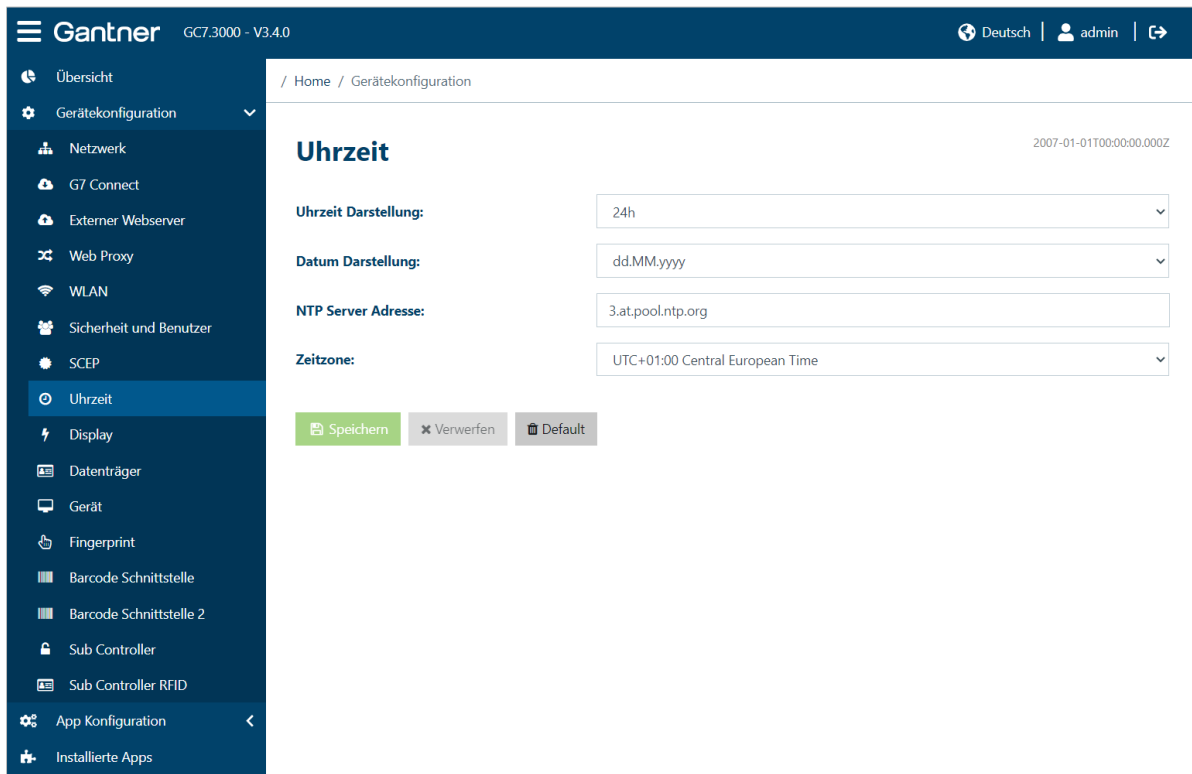 Gantner GC7.3000 - V3.4.0
Deutsch | admin |
Übersicht
Gerätekonfiguration
Netzwerk
G7 Connect
Externer Webserver
Web Proxy
WLAN
Sicherheit und Benutzer
SCEP
Uhrzeit
Display
Datenträger
Gerät
Fingerprint
Barcode Schnittstelle
Barcode Schnittstelle 2
Sub Controller
Sub Controller RFID
App Konfiguration
Installierte Apps
/ Home / Gerätekonfiguration
Uhrzeit
2007-01-01T00:00:00.000Z
Uhrzeit Darstellung: 24h
Datum Darstellung: dd.MM.yyyy
NTP Server Adresse: 3.at.pool.ntp.org
Zeitzone: UTC+01:00 Central European Time
Speichern Verwerfen Default